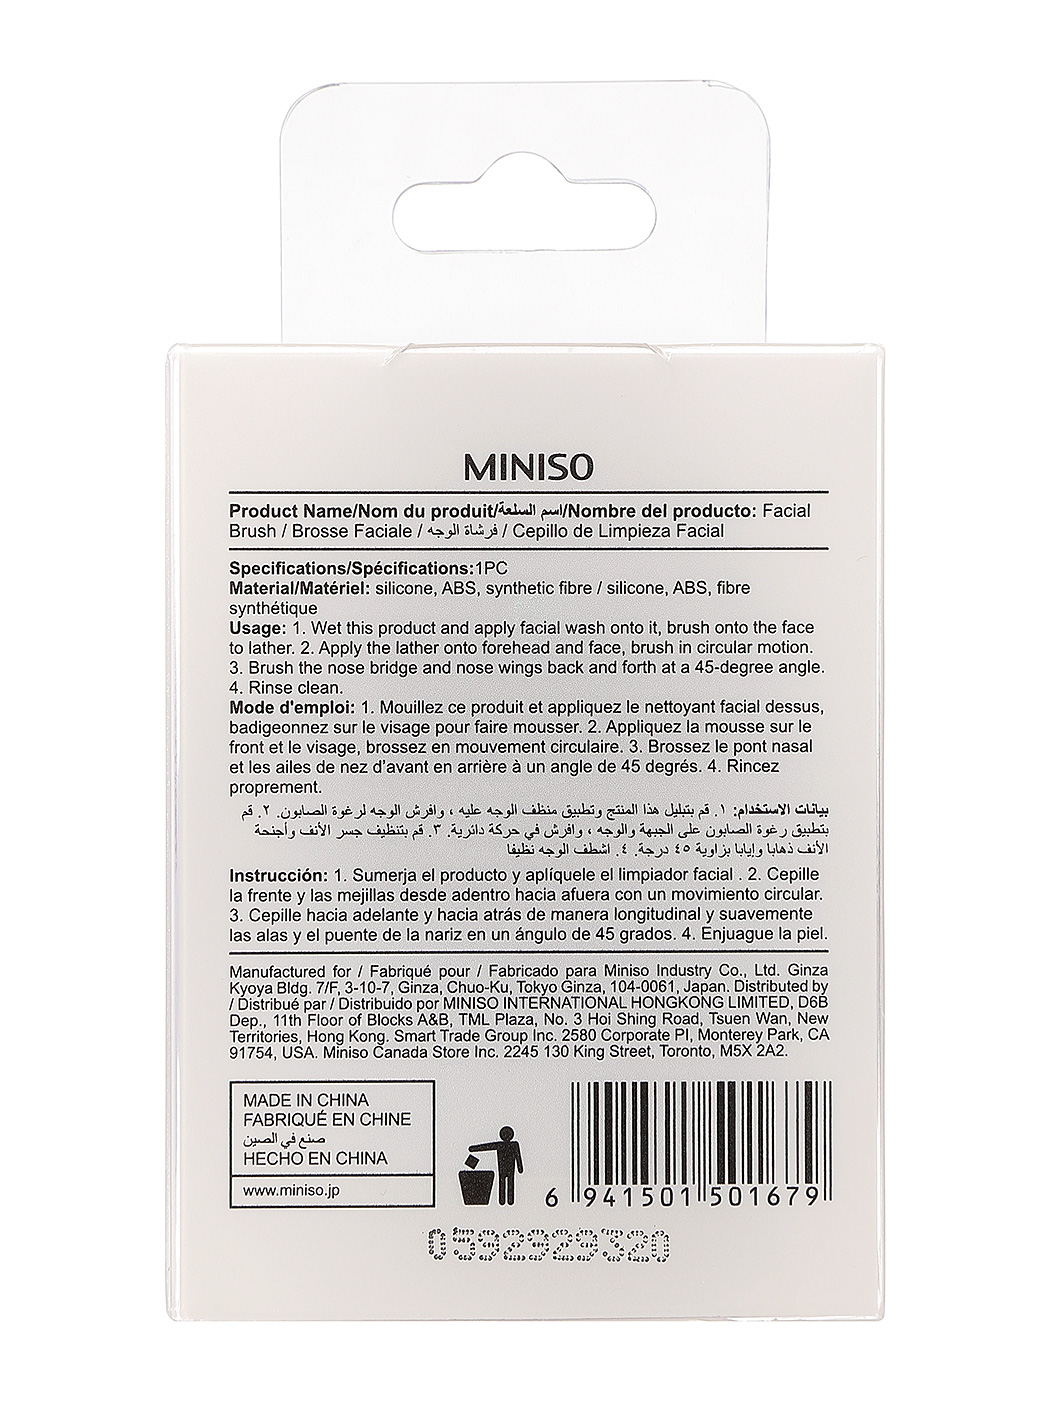 MINISO
Product Name/Nom du produit/اسم السلعة/Nombre del producto: Facial
Brush / Brosse Faciale / فرشاة الوجه / Cepillo de Limpieza Facial
Specifications/Spécifications:1PC
Material/Matériel: silicone, ABS, synthetic fibre / silicone, ABS, fibre
synthétique
Usage: 1. Wet this product and apply facial wash onto it, brush onto the face
to lather. 2. Apply the lather onto forehead and face, brush in circular motion.
3. Brush the nose bridge and nose wings back and forth at a 45-degree angle.
4. Rinse clean.
Mode d'emploi: 1. Mouillez ce produit et appliquez le nettoyant facial dessus,
badigeonnez sur le visage pour faire mousser. 2. Appliquez la mousse sur le
front et le visage, brossez en mouvement circulaire. 3. Brossez le pont nasal
et les ailes de nez d’avant en arrière à un angle de 45 degrés. 4. Rincez
proprement.
بيانات الاستخدام: ١. قم بتبليل هذا المنتج وتطبيق منظف الوجه عليه ، وافرش الوجه لرغوة الصابون. ٢. قم
بتطبيق رغوة الصابون على الجبهة والوجه ، وافرش في حركة دائرية. ٣. قم بتنظيف جسر الأنف وأجنحة
الأنف ذهابا وإيابا بزاوية ٤٥ درجة. ٤. اشطف الوجه نظيفا
Instrucción: 1. Sumerja el producto y aplíquele el limpiador facial . 2. Cepille
la frente y las mejillas desde adentro hacia afuera con un movimiento circular.
3. Cepille hacia adelante y hacia atrás de manera longitudinal y suavemente
las alas y el puente de la nariz en un ángulo de 45 grados. 4. Enjuague la piel.
Manufactured for / Fabriqué pour / Fabricado para Miniso Industry Co., Ltd. Ginza
Kyoya Bldg. 7/F, 3-10-7, Ginza, Chuo-Ku, Tokyo Ginza, 104-0061, Japan. Distributed by
/ Distribué par / Distribuido por MINISO INTERNATIONAL HONGKONG LIMITED, D6B
Dep., 11th Floor of Blocks A&B, TML Plaza, No. 3 Hoi Shing Road, Tsuen Wan, New
Territories, Hong Kong. Smart Trade Group Inc. 2580 Corporate Pl, Monterey Park, CA
91754, USA. Miniso Canada Store Inc. 2245 130 King Street, Toronto, M5X 2A2.
MADE IN CHINA
FABRIQUÉ EN CHINE
صنع في الصين
HECHO EN CHINA
www.miniso.jp
6 941501 501679
0592929320